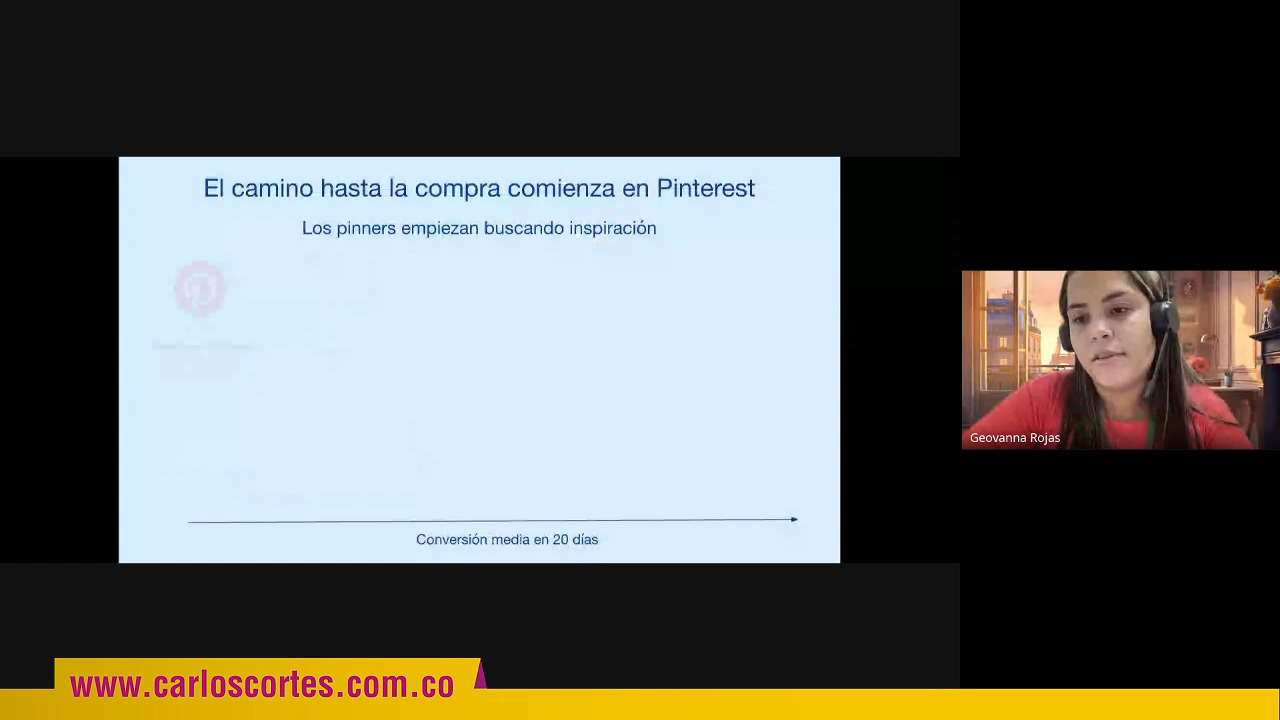 El camino hasta la compra comienza en Pinterest
Los pinners empiezan buscando inspiración
Conversión media en 20 días
Geovanna Rojas
www.carloscortes.com.co